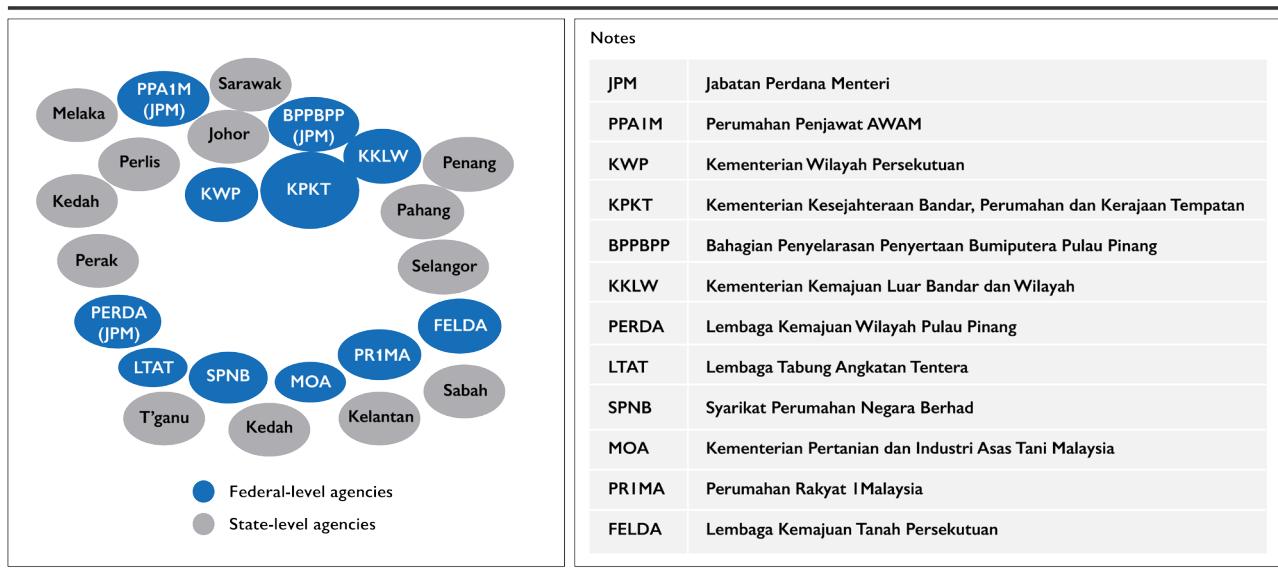 Sarawak
PPA1M
(JPM)
Melaka
BPPBPP
(JPM)
Johor
KKLW
Perlis
Penang
KPKT
KWP
Kedah
Pahang
Perak
Selangor
PERDA
(JPM)
FELDA
PR1MA
LTAT
SPNB
MOA
Sabah
T'ganu
Kelantan
Kedah
Federal-level agencies
State-level agencies
Notes
JPM Jabatan Perdana Menteri
PPA1M Perumahan Penjawat AWAM
KWP Kementerian Wilayah Persekutuan
KPKT Kementerian Kesejahteraan Bandar, Perumahan dan Kerajaan Tempatan
BPPBPP Bahagian Penyelarasan Penyertaan Bumiputera Pulau Pinang
KKLW Kementerian Kemajuan Luar Bandar dan Wilayah
PERDA Lembaga Kemajuan Wilayah Pulau Pinang
LTAT Lembaga Tabung Angkatan Tentera
SPNB Syarikat Perumahan Negara Berhad
MOA Kementerian Pertanian dan Industri Asas Tani Malaysia
PR1MA Perumahan Rakyat 1Malaysia
FELDA Lembaga Kemajuan Tanah Persekutuan